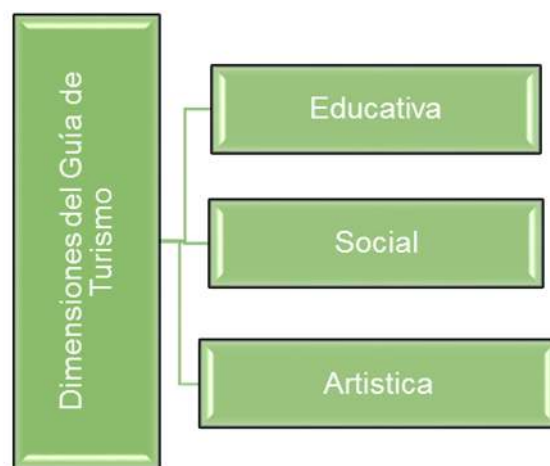 Dimensiones del Guía de
Turismo
Educativa
Social
Artistica